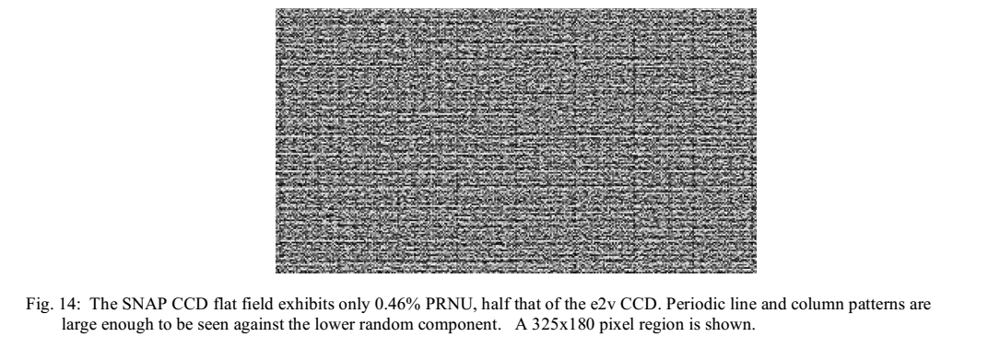 Fig. 14: The SNAP CCD flat field exhibits only 0.46% PRNU, half that of the e2v CCD. Periodic line and column patterns are
large enough to be seen against the lower random component. A 325x180 pixel region is shown.